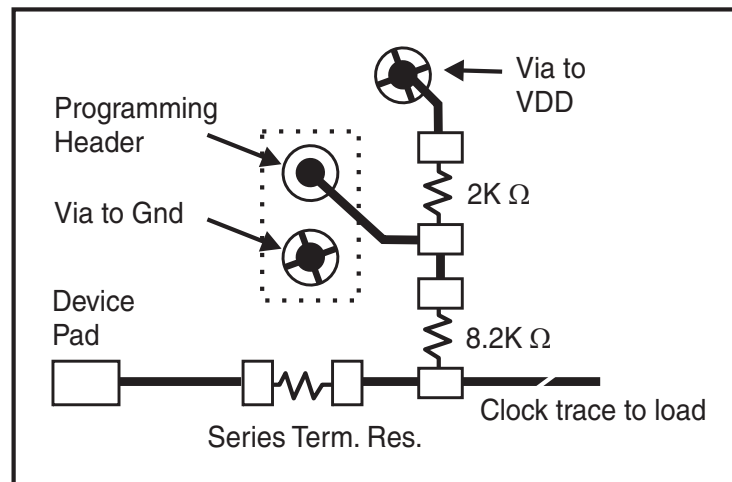 Via to
VDD
Programming
Header
2K Ω
Via to Gnd
Device
Pad
8.2K Ω
Clock trace to load
Series Term. Res.